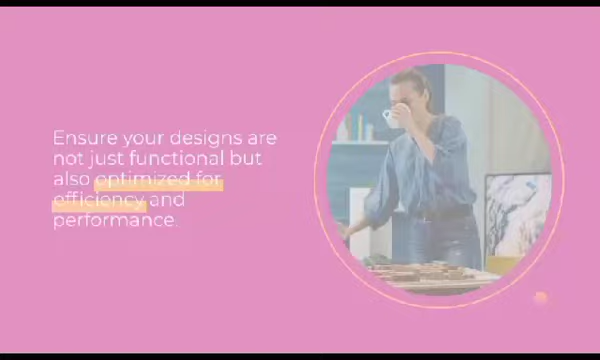 Ensure your designs are
not just functional but
also optimized for
efficiency and
performance.